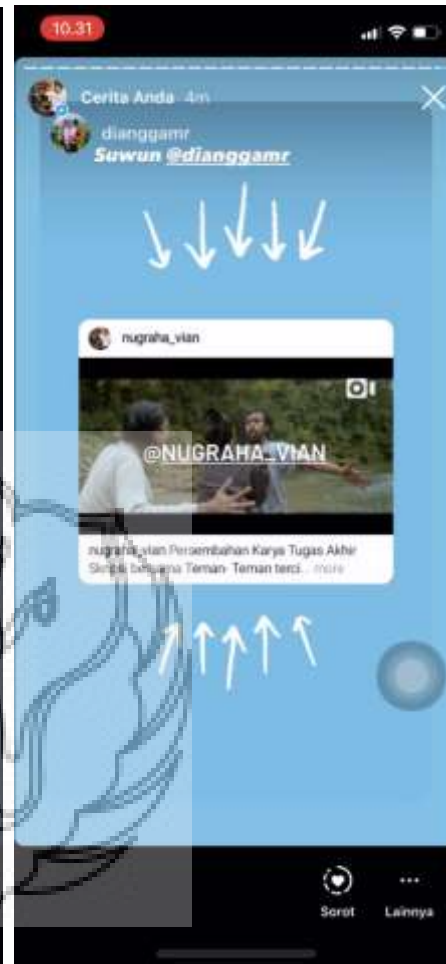 10.31
Cerita Anda 4m
dianggamr
Suwun @dianggamr
nugraha_vian
@NUGRAHA_VIAN
nugraha_vian Persembahan Karya Tugas Akhir
Skripsi bersama Teman- Teman terci... more
Sorot
Lainnya